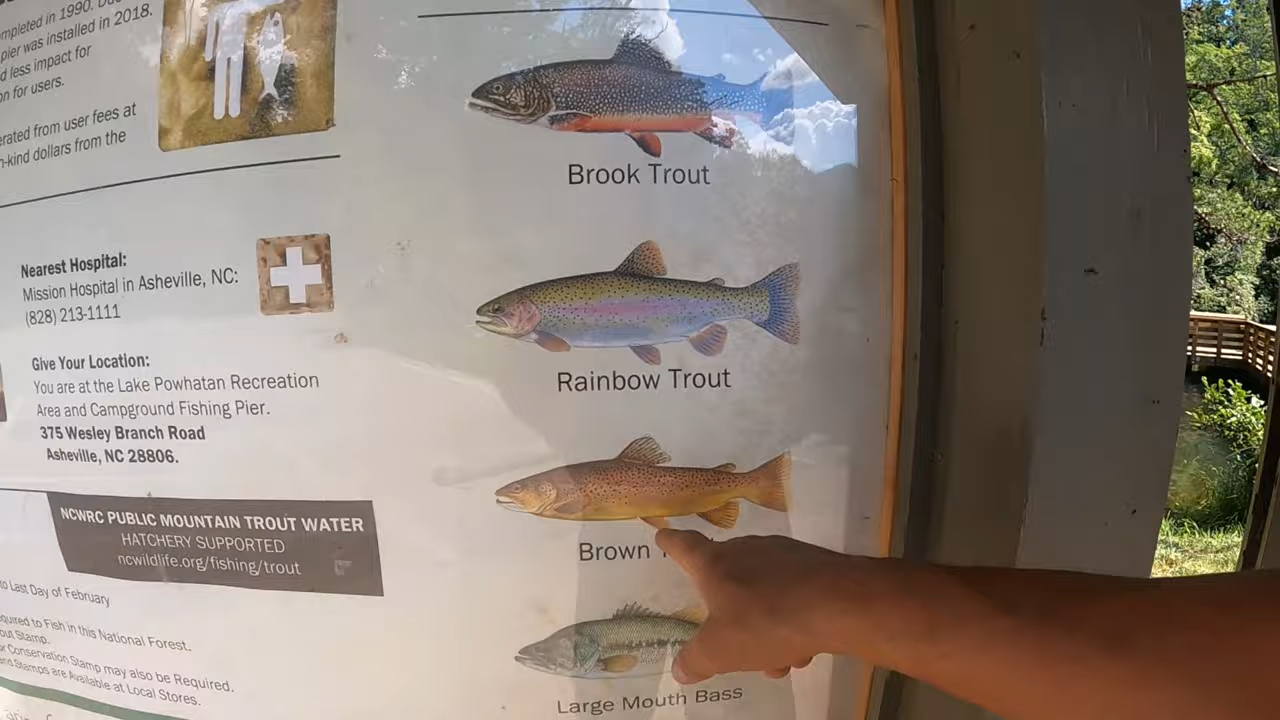 mpleted in 1990.
pier was installed in 2018.
d less impact for
on for users.
erated from user fees at
n-kind dollars from the
Nearest Hospital:
Mission Hospital in Asheville, NC:
(828) 213-1111
Give Your Location:
You are at the Lake Powhatan Recreation
Area and Campground Fishing Pier.
375 Wesley Branch Road
Asheville, NC 28806.
NCWRC PUBLIC MOUNTAIN TROUT WATER
HATCHERY SUPPORTED
ncwildlife.org/fishing/trout
to Last Day of February
quired to Fish in this National Forest.
out Stamp.
or Conservation Stamp may also be Required.
and Stamps are Available at Local Stores.
Brook Trout
Rainbow Trout
Brown
Large Mouth Bass